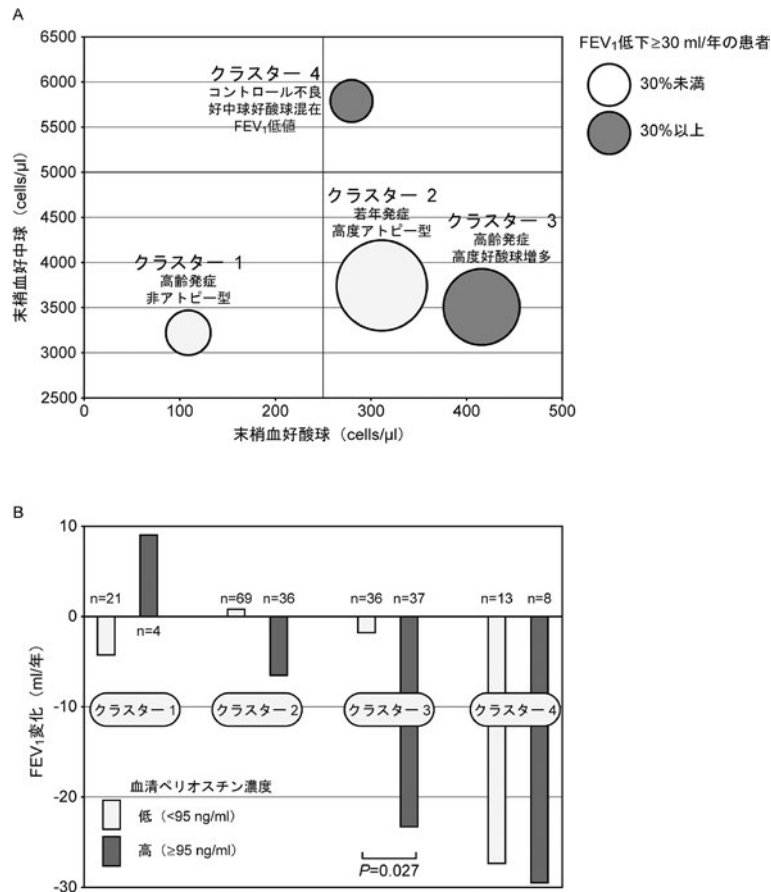 A
FEV₁低下≥30 ml/年の患者
30%未満
30%以上
末梢血好中球（cells/μl）
6500
6000
5500
5000
4500
4000
3500
3000
2500
クラスター 4
コントロール不良
好中球好酸球混在
FEV₁低値
クラスター 2
若年発症
高度アトピー型
クラスター 3
高齢発症
高度好酸球増多
クラスター 1
高齢発症
非アトピー型
0 100 200 300 400 500
末梢血好酸球（cells/μl）
B
FEV₁変化（ml/年）
10
0
-10
-20
-30
n=21
n=4
n=69
n=36
n=36
n=37
n=13
n=8
クラスター 1
クラスター 2
クラスター 3
クラスター 4
血清ペリオスチン濃度
低（<95 ng/ml）
高（≥95 ng/ml）
P=0.027